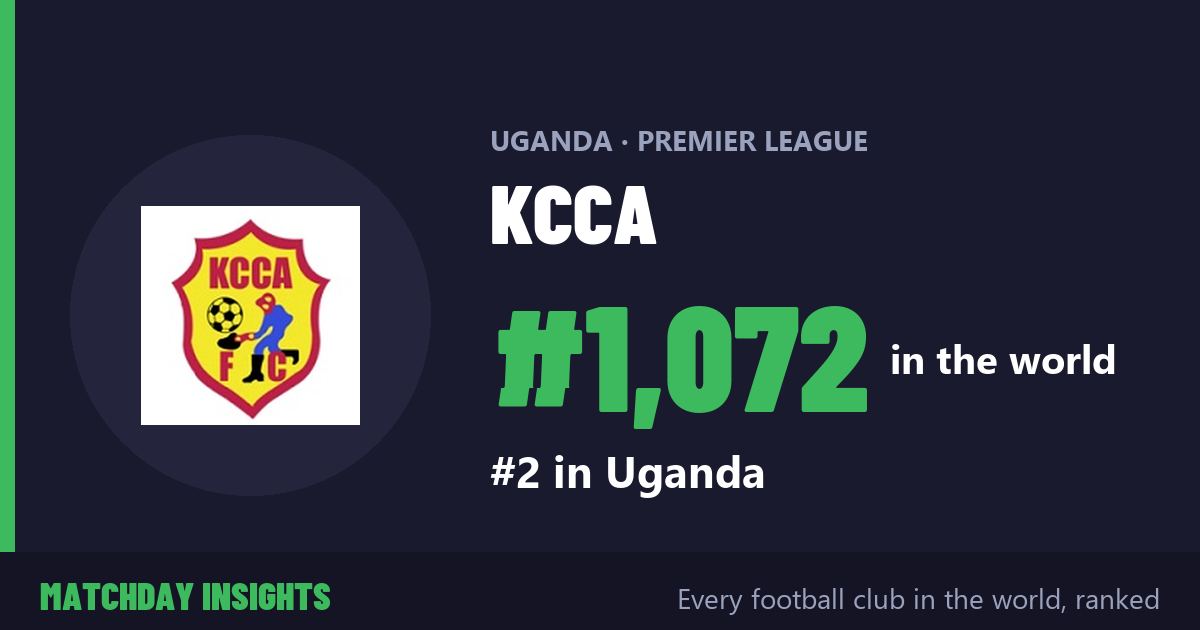 UGANDA · PREMIER LEAGUE
KCCA
KCCA
F C
#1,072 in the world
#2 in Uganda
MATCHDAY INSIGHTS
Every football club in the world, ranked